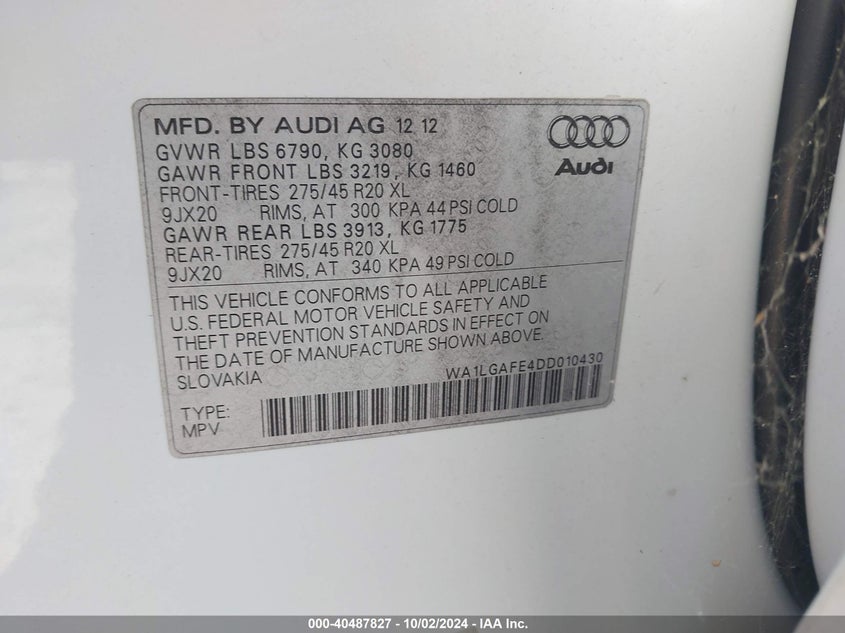 MFD. BY AUDI AG 12 12
GVWR LBS 6790, KG 3080
GAWR FRONT LBS 3219, KG 1460
FRONT-TIRES 275/45 R20 XL
9JX20 RIMS, AT 300 KPA 44 PSI COLD
GAWR REAR LBS 3913, KG 1775
REAR-TIRES 275/45 R20 XL
9JX20 RIMS, AT 340 KPA 49 PSI COLD
Audi
THIS VEHICLE CONFORMS TO ALL APPLICABLE
U.S. FEDERAL MOTOR VEHICLE SAFETY AND
THEFT PREVENTION STANDARDS IN EFFECT ON
THE DATE OF MANUFACTURE SHOWN ABOVE.
SLOVAKIA WA1LGAFE4DD010430
TYPE:
MPV
000-40487827 - 10/02/2024 - IAA Inc.